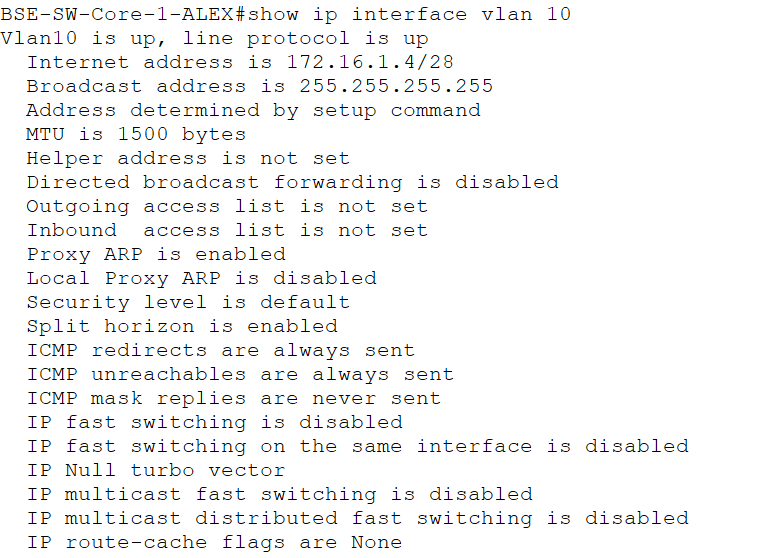 BSE-SW-Core-1-ALEX#show ip interface vlan 10
Vlan10 is up, line protocol is up
  Internet address is 172.16.1.4/28
  Broadcast address is 255.255.255.255
  Address determined by setup command
  MTU is 1500 bytes
  Helper address is not set
  Directed broadcast forwarding is disabled
  Outgoing access list is not set
  Inbound  access list is not set
  Proxy ARP is enabled
  Local Proxy ARP is disabled
  Security level is default
  Split horizon is enabled
  ICMP redirects are always sent
  ICMP unreachables are always sent
  ICMP mask replies are never sent
  IP fast switching is disabled
  IP fast switching on the same interface is disabled
  IP Null turbo vector
  IP multicast fast switching is disabled
  IP multicast distributed fast switching is disabled
  IP route-cache flags are None